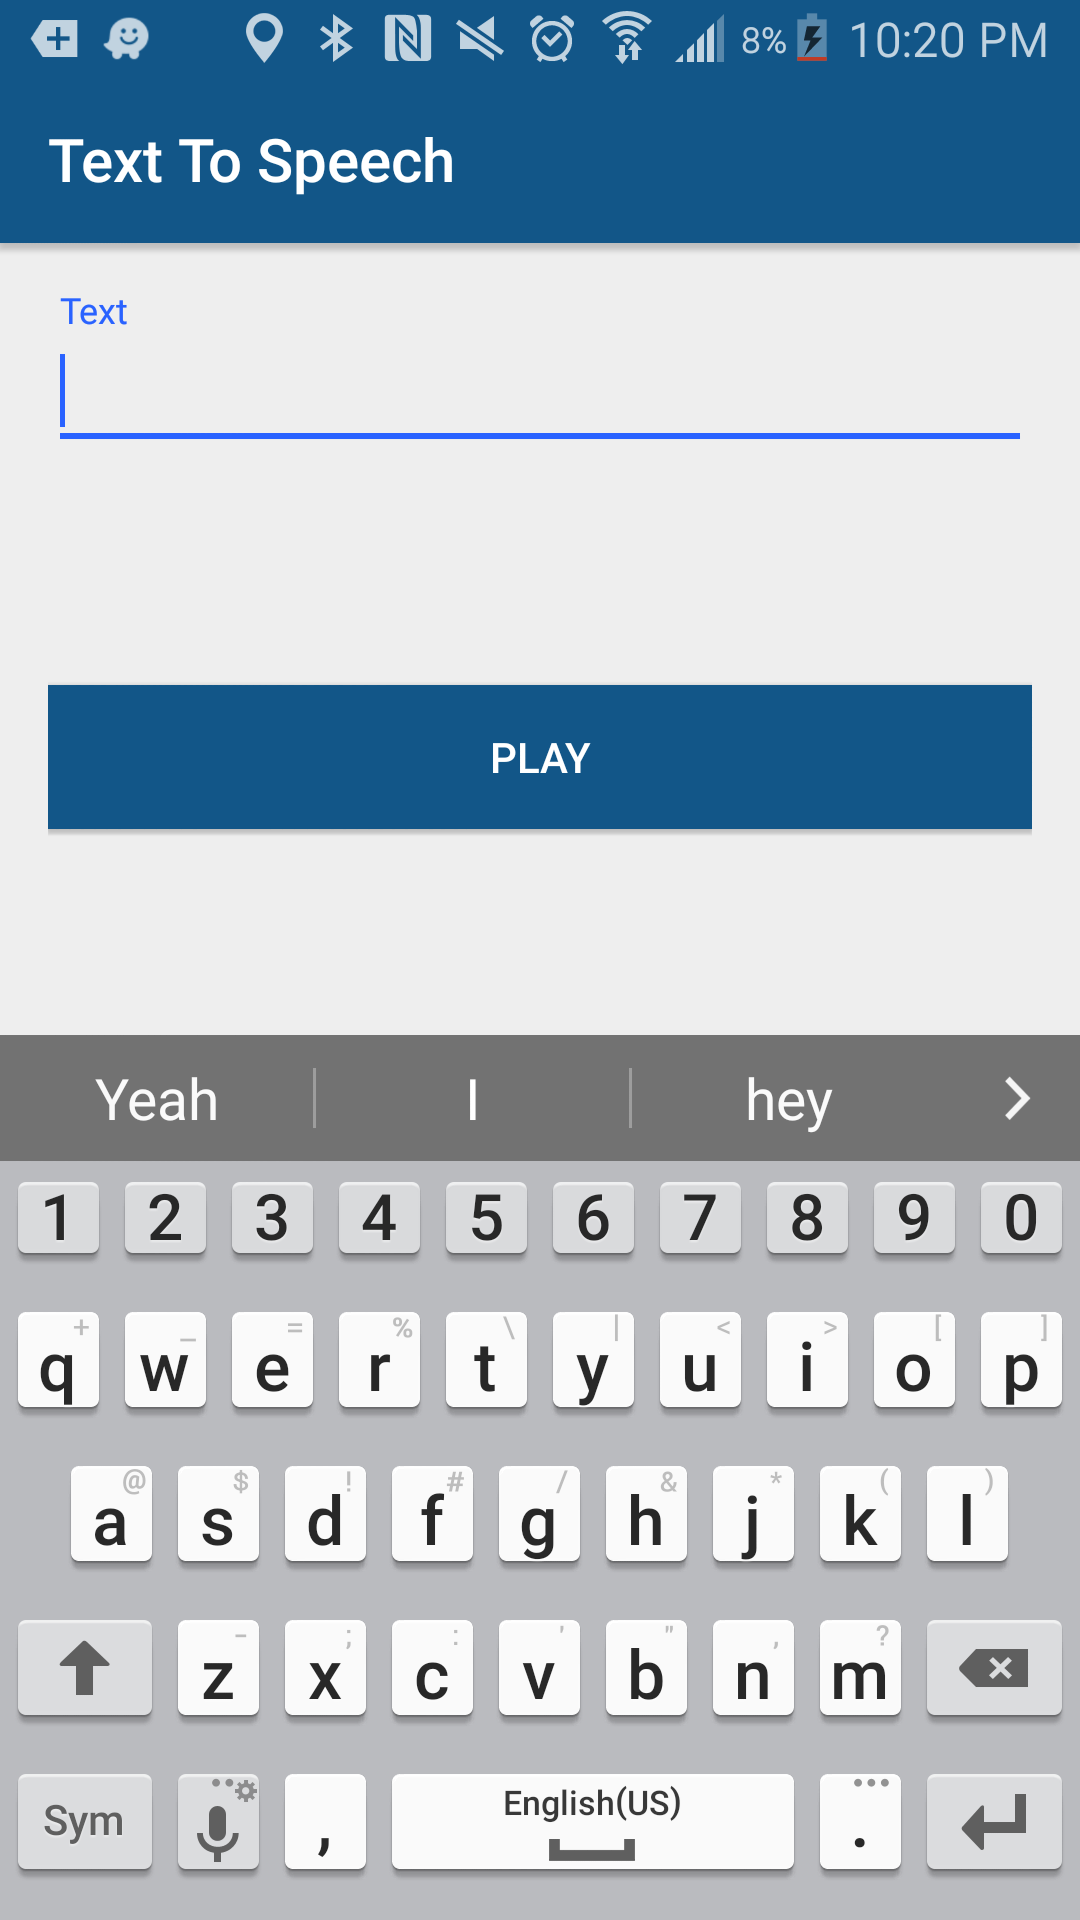 8% 10:20 PM
Text To Speech
Text
PLAY
Yeah I hey
1 2 3 4 5 6 7 8 9 0
+ _ = % \ | < > [ ]
q w e r t y u i o p
@ $ ! # / & * ( )
a s d f g h j k l
- ; : ' " , ?
z x c v b n m
English(US)
Sym , .